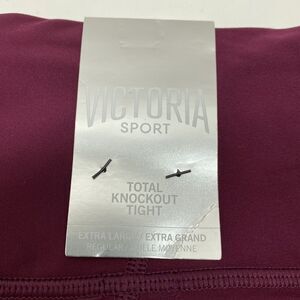 VICTORIA
SPORT
TOTAL
KNOCKOUT
TIGHT
EXTRA LARGE / EXTRA GRAND
REGULAR / TAILLE MOYENNE